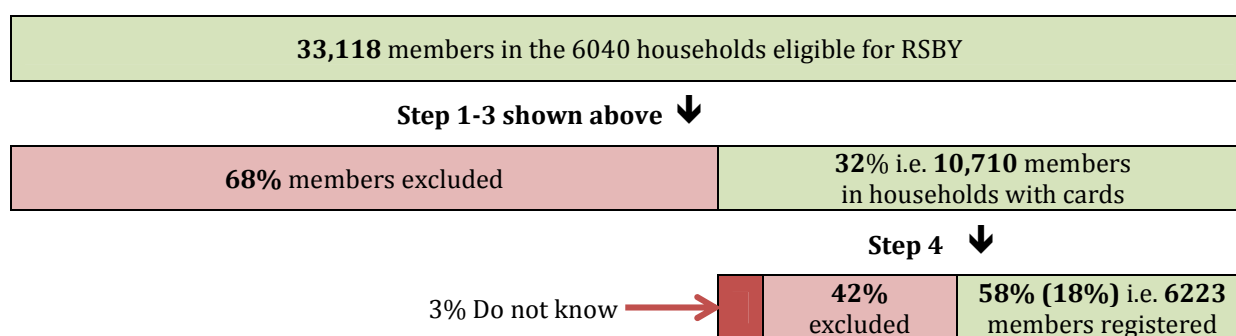 33,118 members in the 6040 households eligible for RSBY
Step 1-3 shown above
68% members excluded
32% i.e. 10,710 members
in households with cards
Step 4
3% Do not know
42%
excluded
58% (18%) i.e. 6223
members registered